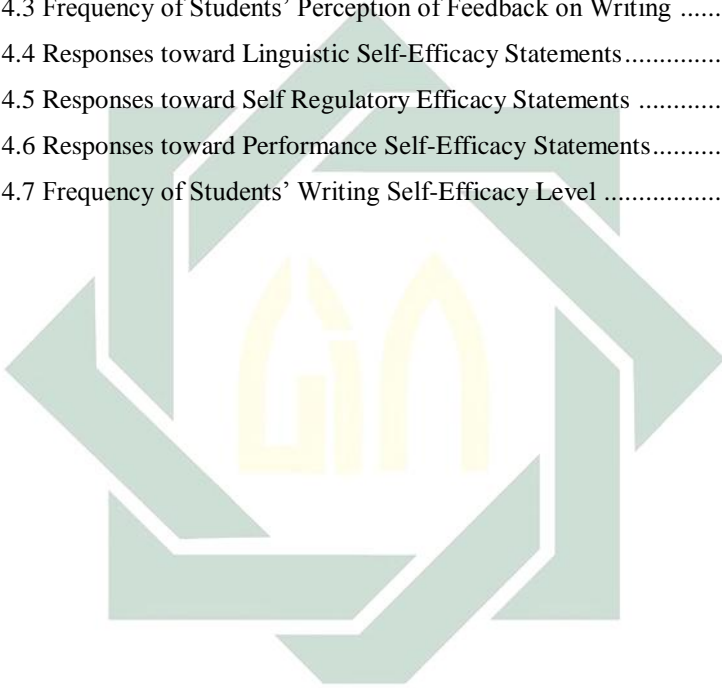 4.3 Frequency of Students’ Perception of Feedback on Writing ......
4.4 Responses toward Linguistic Self-Efficacy Statements..............
4.5 Responses toward Self Regulatory Efficacy Statements ............
4.6 Responses toward Performance Self-Efficacy Statements..........
4.7 Frequency of Students’ Writing Self-Efficacy Level .................